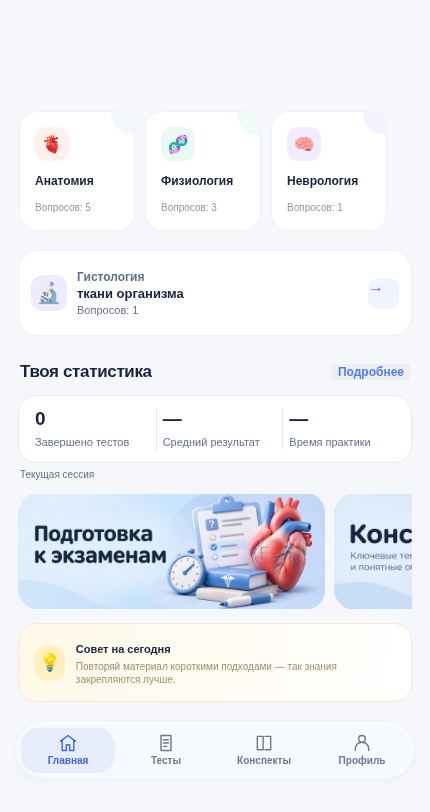 Анатомия
Вопросов: 5
Физиология
Вопросов: 3
Неврология
Вопросов: 1
Гистология
ткани организма
Вопросов: 1
→
Твоя статистика
Подробнее
0
Завершено тестов
—
Средний результат
—
Время практики
Текущая сессия
Подготовка
к экзаменам
Ключевые
и понятные
Совет на сегодня
Повторяй материал короткими подходами — так знания
закрепляются лучше.
Главная
Тесты
Конспекты
Профиль